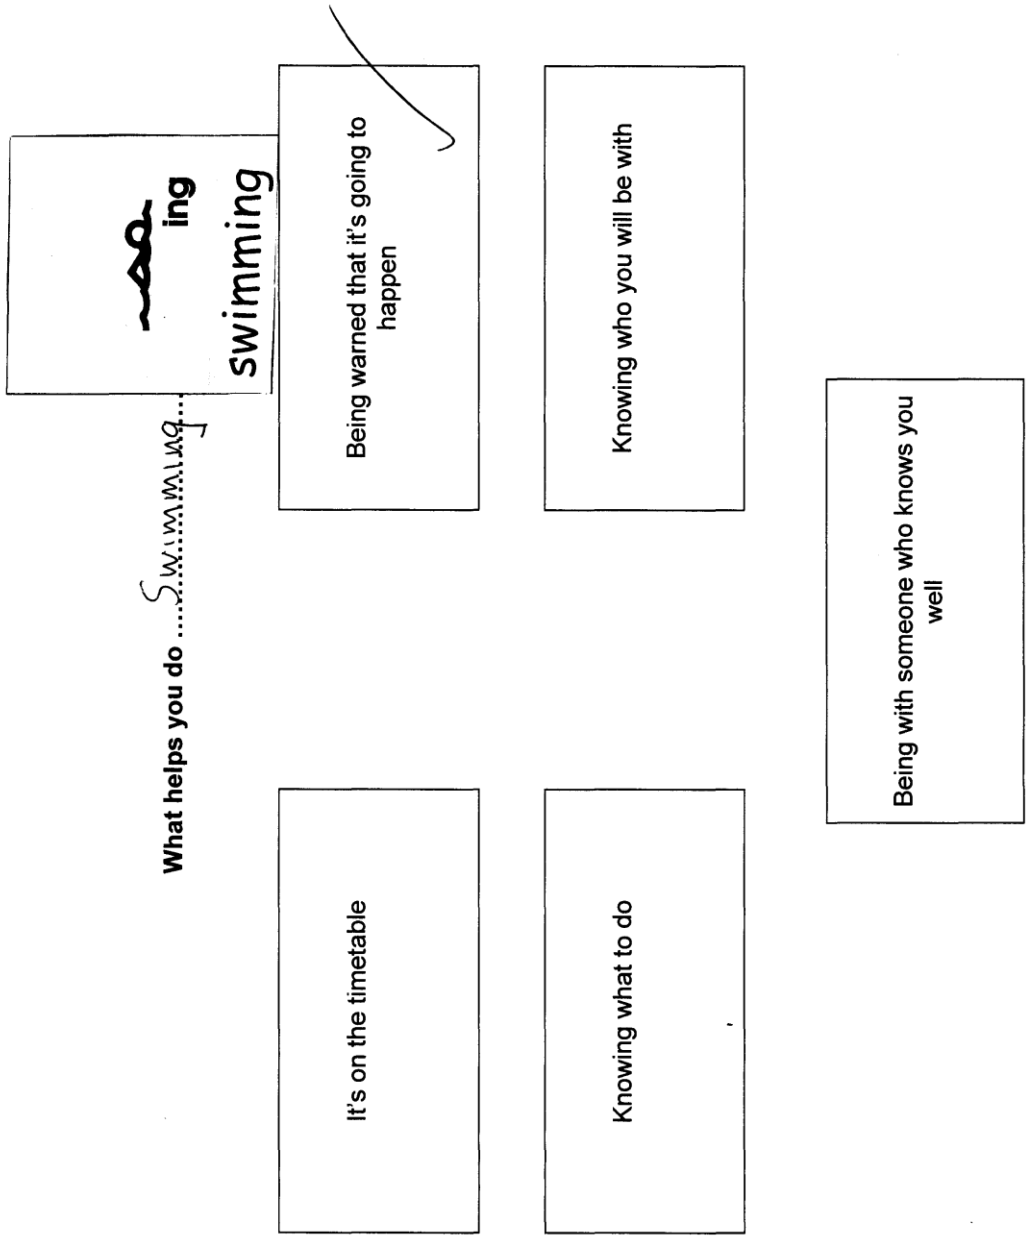 What helps you do ....Swimming....
ing
swimming
It's on the timetable
Being warned that it's going to
happen
Knowing what to do
Knowing who you will be with
Being with someone who knows you
well